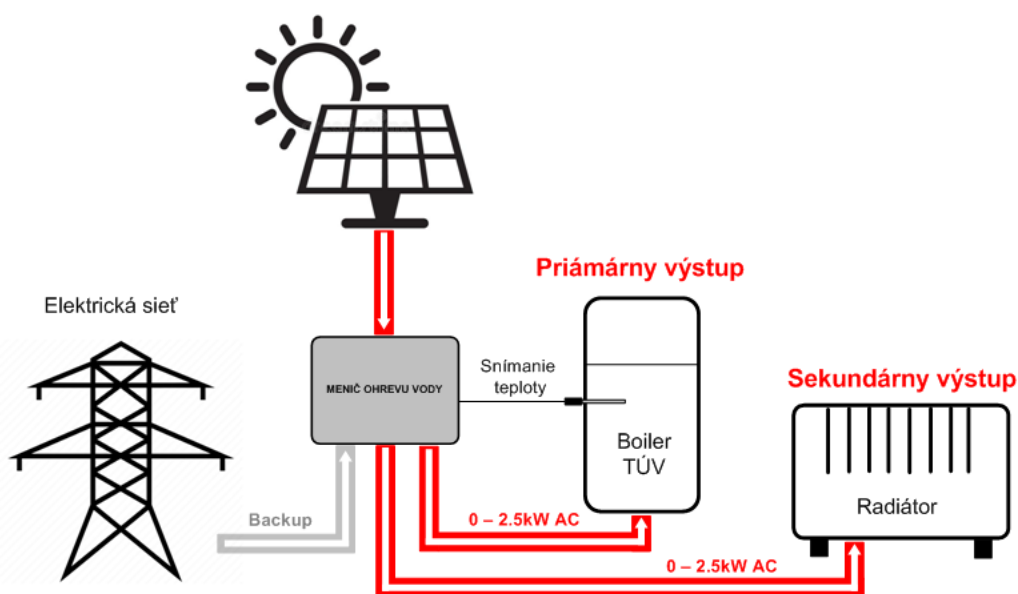 Priámárny výstup
Elektrická sieť
Snímanie
teploty
MENIČ OHREVU VODY
Sekundárny výstup
Boiler
TÚV
Radiátor
Backup
0 – 2.5kW AC
0 – 2.5kW AC